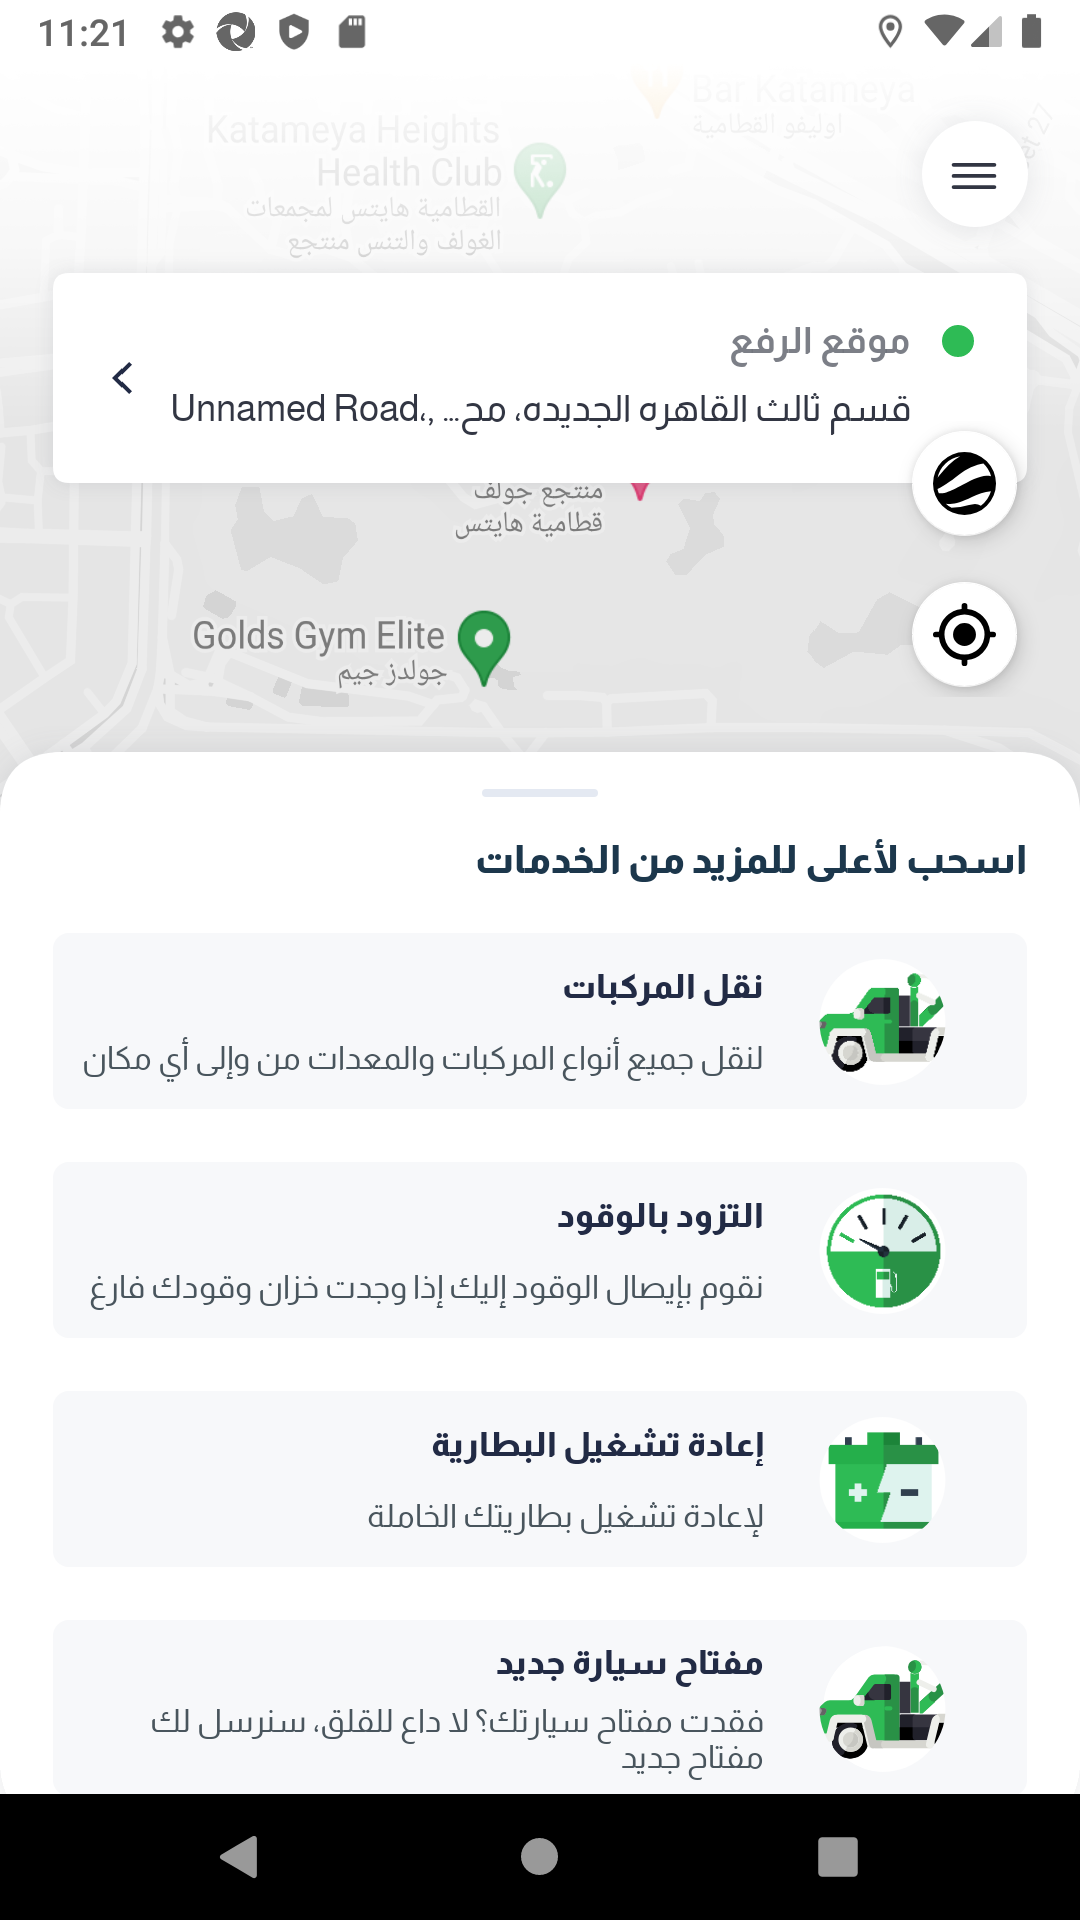 11:21
Bar Katameya
اوليفو القطامية
Katameya Heights
Health Club
القطامية هايتس لمجمعات
الغولف والتنس منتجع
موقع الرفع
قسم ثالث القاهره الجديده، مح... ,،Unnamed Road
منتجع جولف
قطامية هايتس
Golds Gym Elite
جولدز جيم
اسحب لأعلى للمزيد من الخدمات
نقل المركبات
لنقل جميع أنواع المركبات والمعدات من وإلى أي مكان
التزود بالوقود
نقوم بإيصال الوقود إليك إذا وجدت خزان وقودك فارغ
إعادة تشغيل البطارية
لإعادة تشغيل بطاريتك الخاملة
مفتاح سيارة جديد
فقدت مفتاح سيارتك؟ لا داع للقلق، سنرسل لك
مفتاح جديد